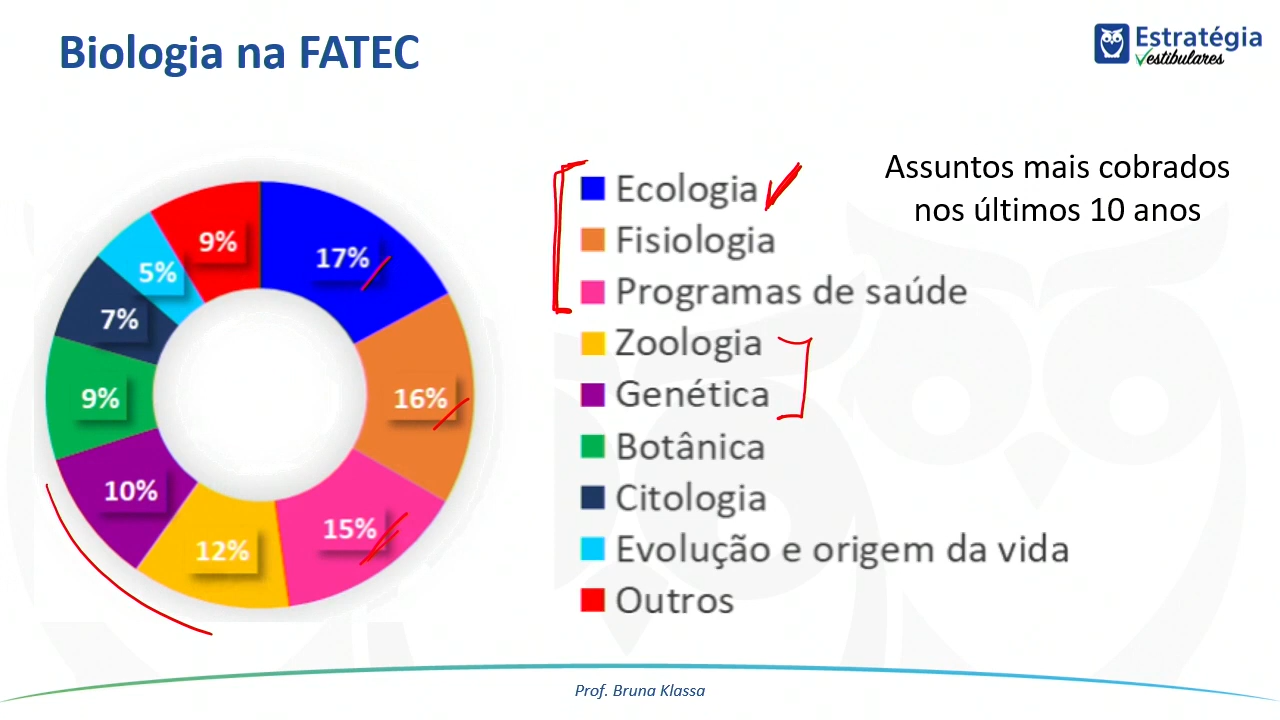 Biologia na FATEC
Estratégia
Vestibulares
Assuntos mais cobrados
nos últimos 10 anos
17%
16%
15%
12%
10%
9%
7%
5%
9%
Ecologia
Fisiologia
Programas de saúde
Zoologia
Genética
Botânica
Citologia
Evolução e origem da vida
Outros
Prof. Bruna Klassa